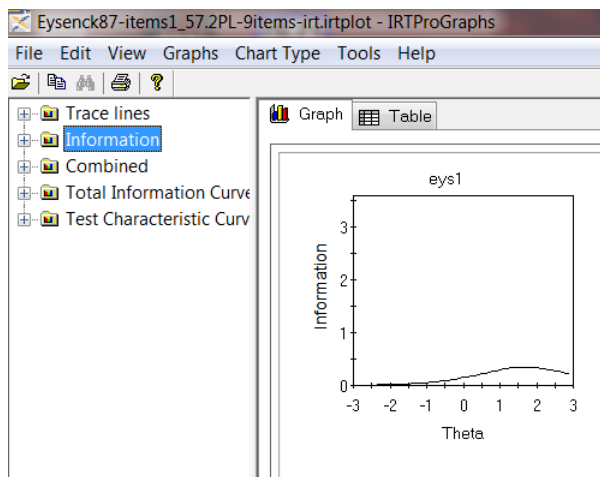 Eysenck87-items1_57.2PL-9items-irt.irtplot - IRTProGraphs
File Edit View Graphs Chart Type Tools Help
Trace lines
Information
Combined
Total Information Curve
Test Characteristic Curv
Graph Table
eys1
Information
3
2
1
0
-3 -2 -1 0 1 2 3
Theta